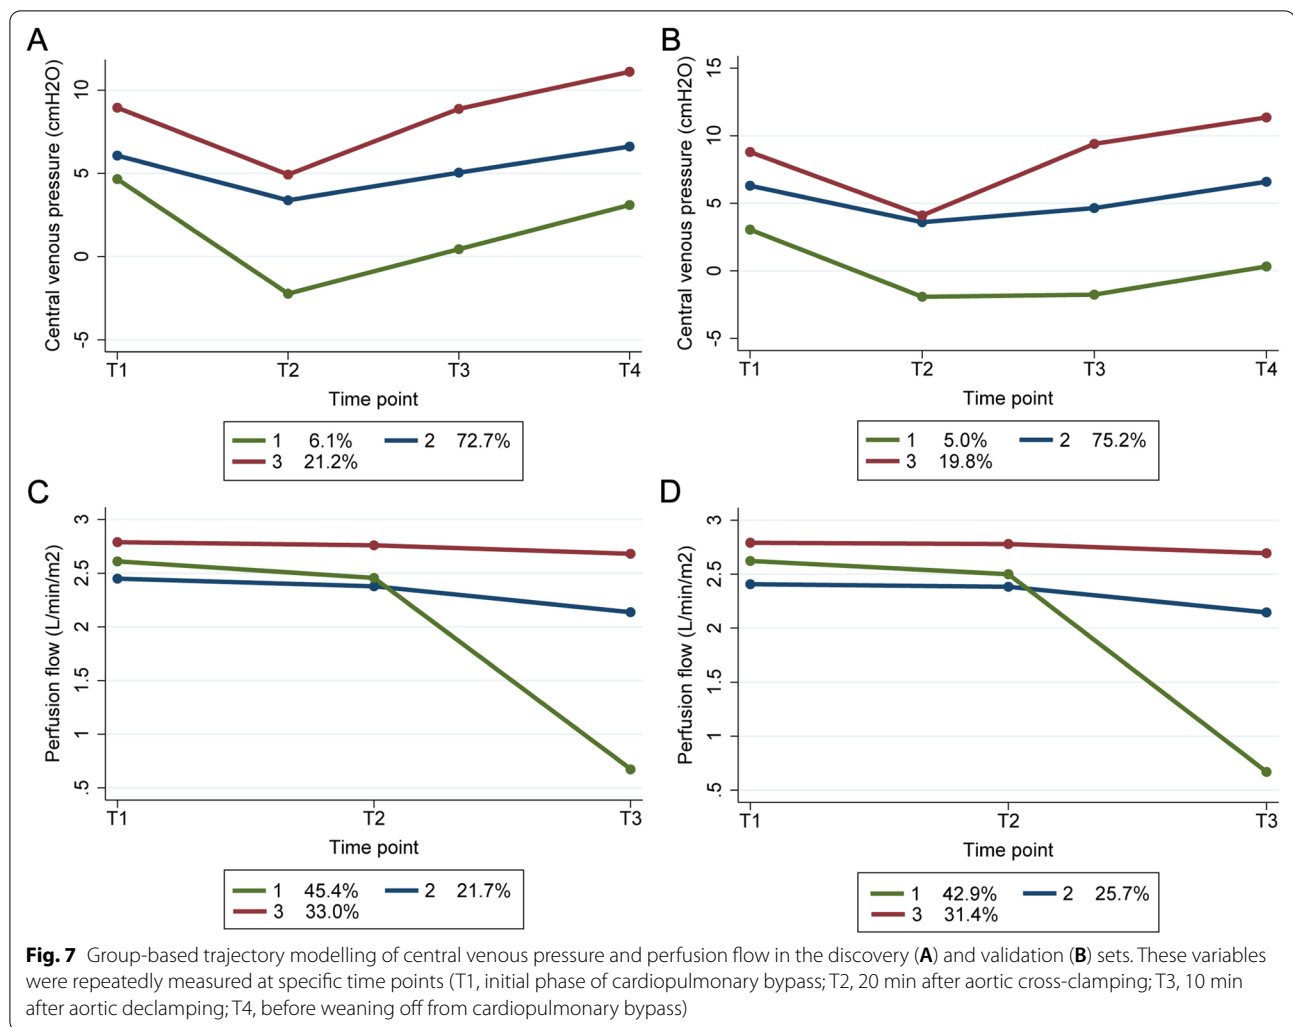 A
Central venous pressure (cmH2O)
10
5
0
-5
T1 T2 T3 T4
Time point
1 6.1% 2 72.7%
3 21.2%
B
Central venous pressure (cmH2O)
15
10
5
0
-5
T1 T2 T3 T4
Time point
1 5.0% 2 75.2%
3 19.8%
C
Perfusion flow (L/min/m2)
3
2.5
2
1.5
1
.5
T1 T2 T3
Time point
1 45.4% 2 21.7%
3 33.0%
D
Perfusion flow (L/min/m2)
3
2.5
2
1.5
1
.5
T1 T2 T3
Time point
1 42.9% 2 25.7%
3 31.4%
Fig. 7 Group-based trajectory modelling of central venous pressure and perfusion flow in the discovery (A) and validation (B) sets. These variables
were repeatedly measured at specific time points (T1, initial phase of cardiopulmonary bypass; T2, 20 min after aortic cross-clamping; T3, 10 min
after aortic declamping; T4, before weaning off from cardiopulmonary bypass)